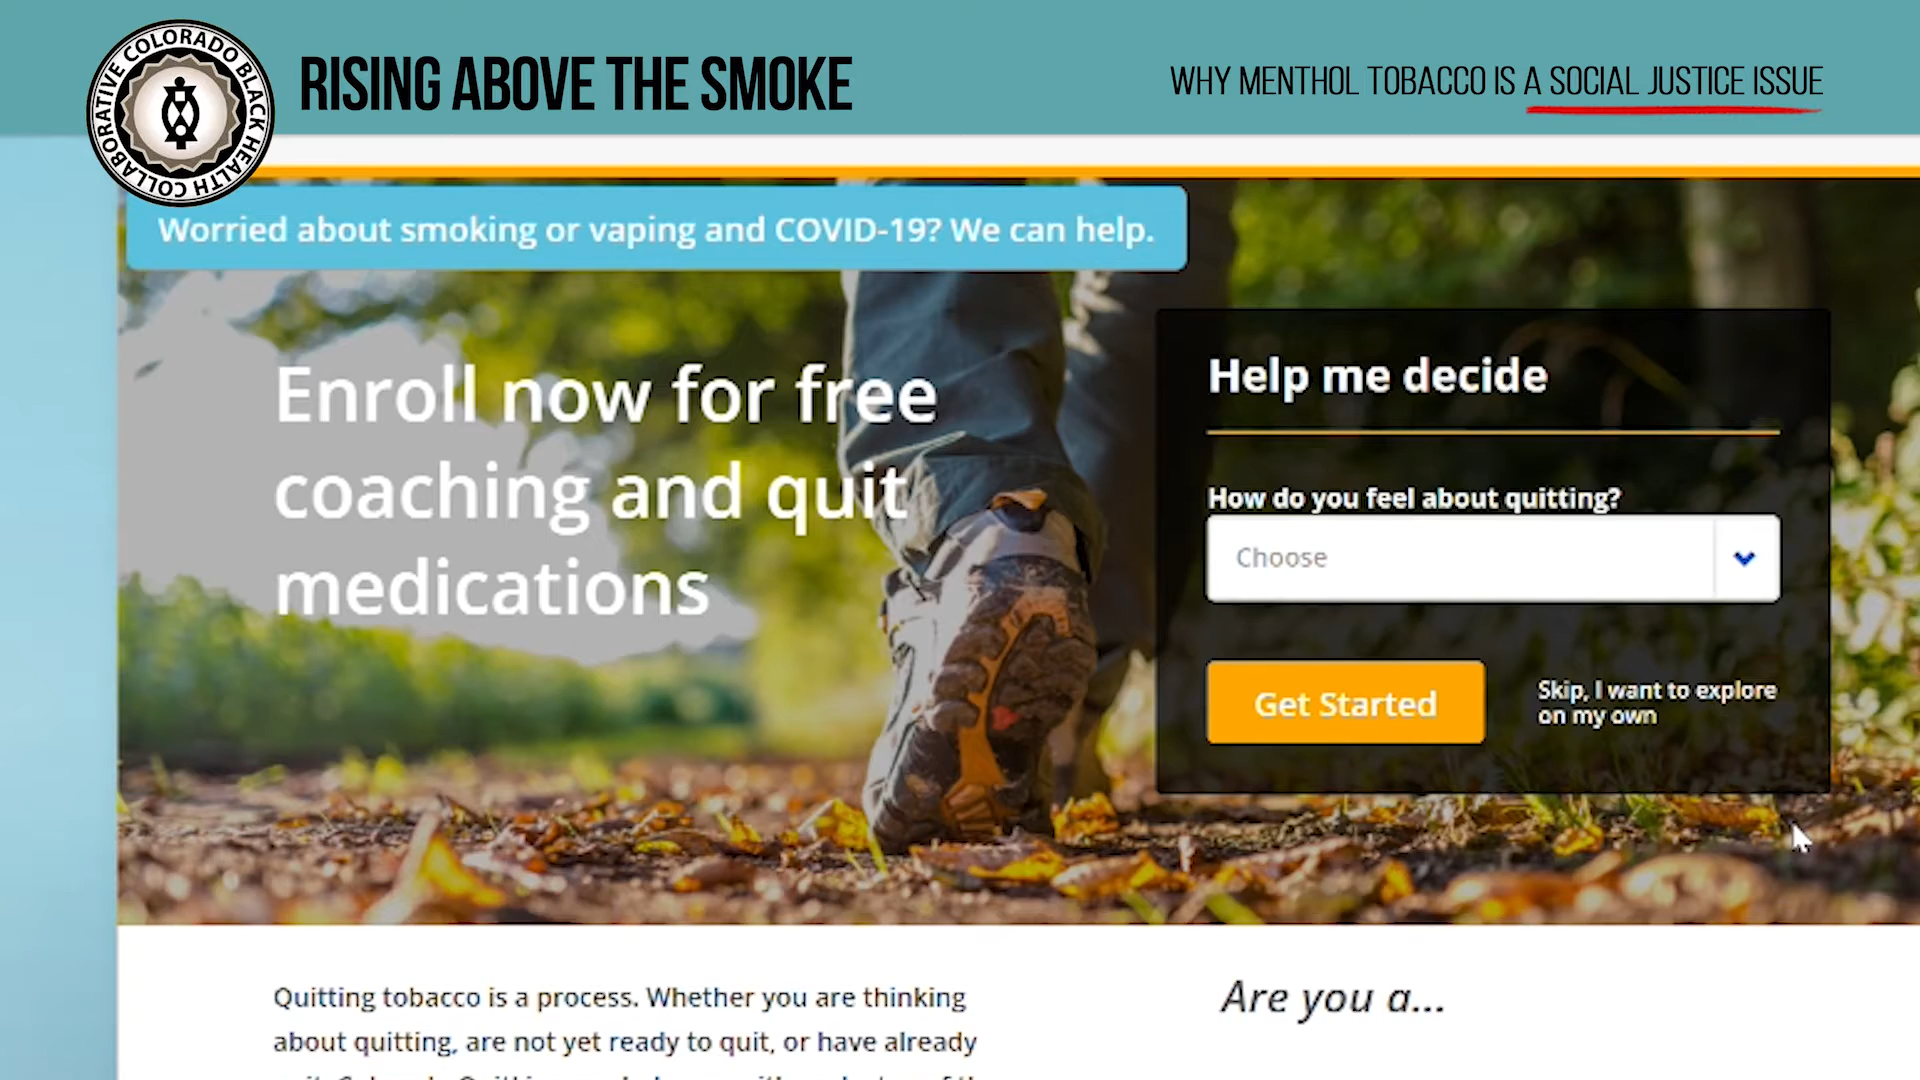 COLORADO BLACK HEALTH COLLABORATIVE
RISING ABOVE THE SMOKE
WHY MENTHOL TOBACCO IS A SOCIAL JUSTICE ISSUE
Worried about smoking or vaping and COVID-19? We can help.
Enroll now for free
coaching and quit
medications
Help me decide
How do you feel about quitting?
Choose
Get Started
Skip, I want to explore
on my own
Quitting tobacco is a process. Whether you are thinking
about quitting, are not yet ready to quit, or have already
Are you a...